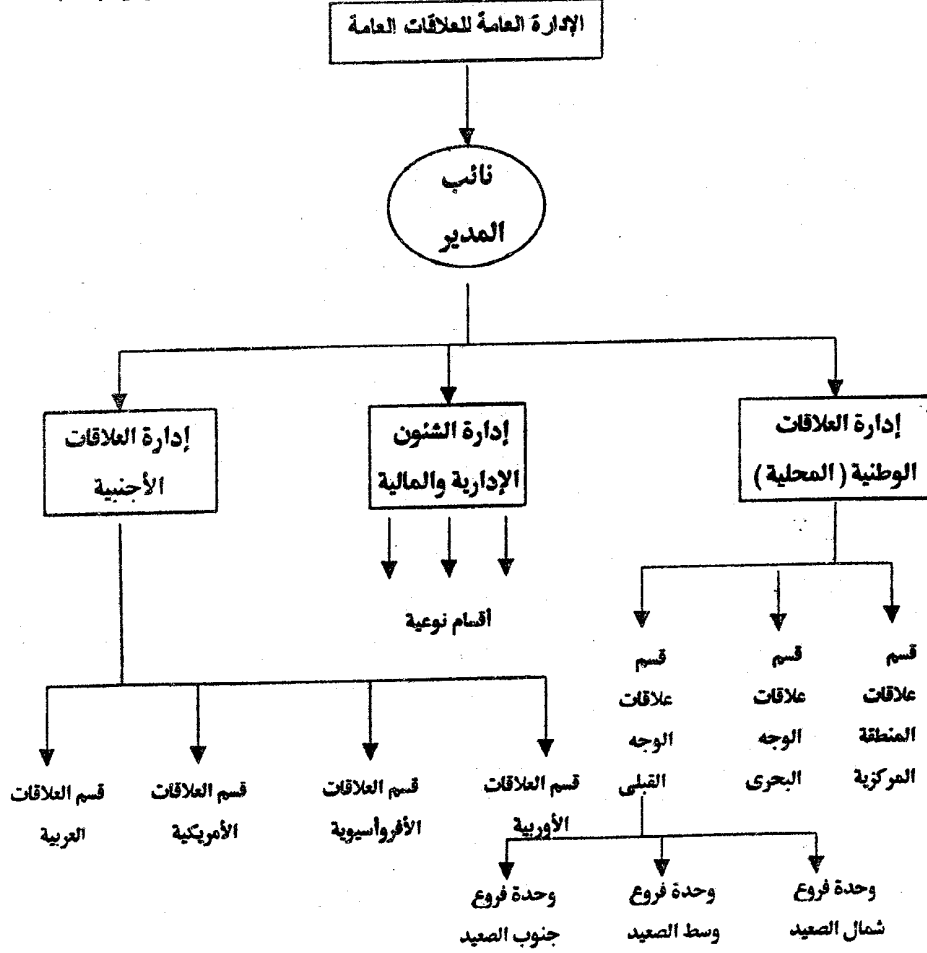 الإدارة العامة للعلاقات العامة
نائب
المدير
إدارة العلاقات
الوطنية (المحلية)
إدارة الشئون
الإدارية والمالية
إدارة العلاقات
الأجنبية
أقسام نوعية
قسم
علاقات
المنطقة
المركزية
قسم
علاقات
الوجه
البحرى
قسم
علاقات
الوجه
القبلى
قسم العلاقات
الأوربية
قسم العلاقات
الأفروآسيوية
قسم العلاقات
الأمريكية
قسم العلاقات
العربية
وحدة فروع
شمال الصعيد
وحدة فروع
وسط الصعيد
وحدة فروع
جنوب الصعيد